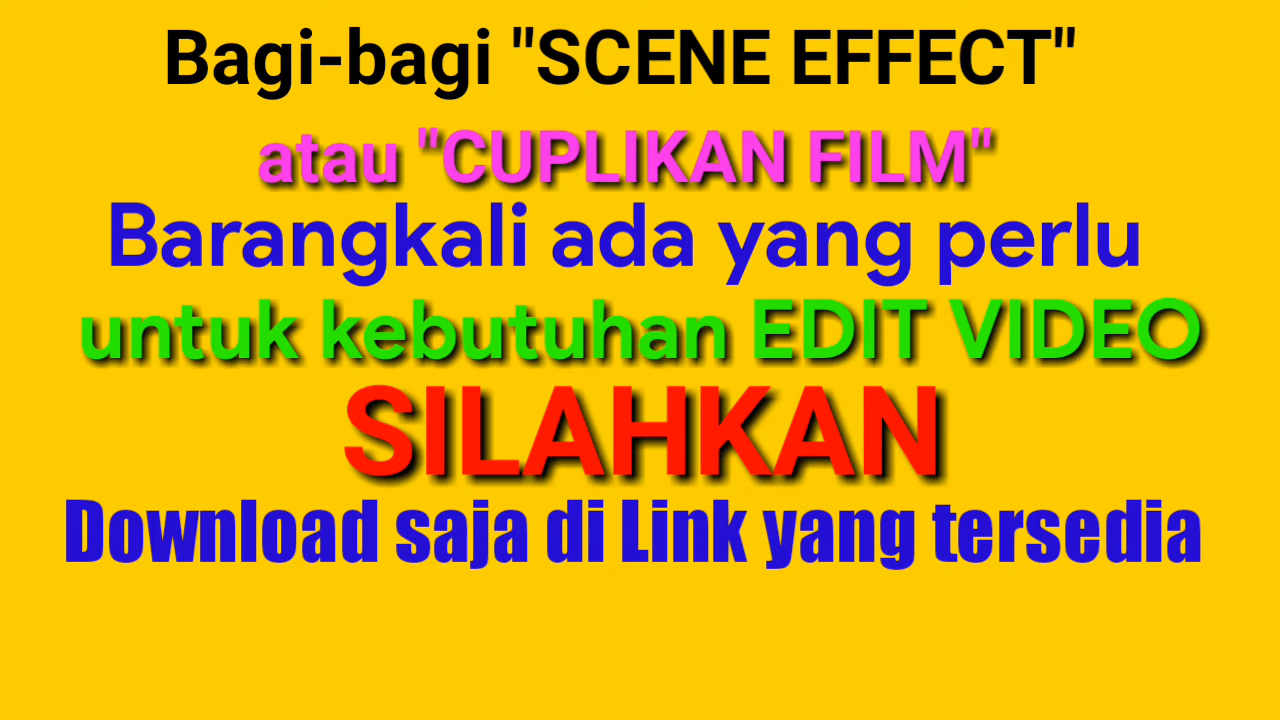 Bagi-bagi "SCENE EFFECT"
atau "CUPLIKAN FILM"
Barangkali ada yang perlu
untuk kebutuhan EDIT VIDEO
SILAHKAN
Download saja di Link yang tersedia